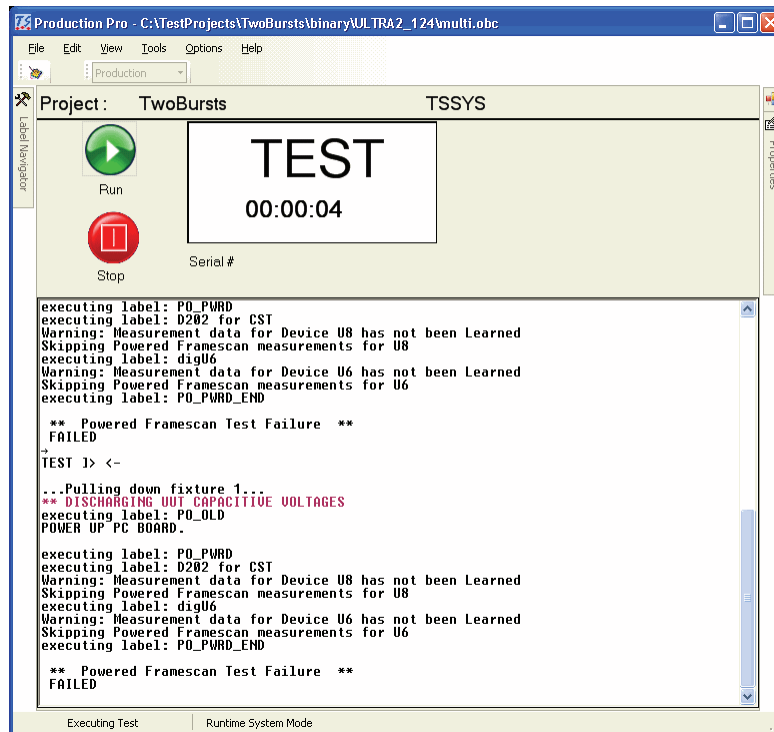 Production Pro - C:\TestProjects\TwoBursts\binary\ULTRA2_124\multi.obc
File Edit View Tools Options Help
Production
Project : TwoBursts TSSYS
Label Navigator
Properties
TEST
00:00:04
Run
Serial #
Stop
executing label: PO_PWRD
executing label: D202 for CST
Warning: Measurement data for Device U8 has not been Learned
Skipping Powered Framescan measurements for U8
executing label: digU6
Warning: Measurement data for Device U6 has not been Learned
Skipping Powered Framescan measurements for U6
executing label: PO_PWRD_END
** Powered Framescan Test Failure **
FAILED
→
TEST ]> <-
...Pulling down fixture 1...
** DISCHARGING UUT CAPACITIVE VOLTAGES
executing label: PO_OLD
POWER UP PC BOARD.
executing label: PO_PWRD
executing label: D202 for CST
Warning: Measurement data for Device U8 has not been Learned
Skipping Powered Framescan measurements for U8
executing label: digU6
Warning: Measurement data for Device U6 has not been Learned
Skipping Powered Framescan measurements for U6
executing label: PO_PWRD_END
** Powered Framescan Test Failure **
FAILED
Executing Test Runtime System Mode